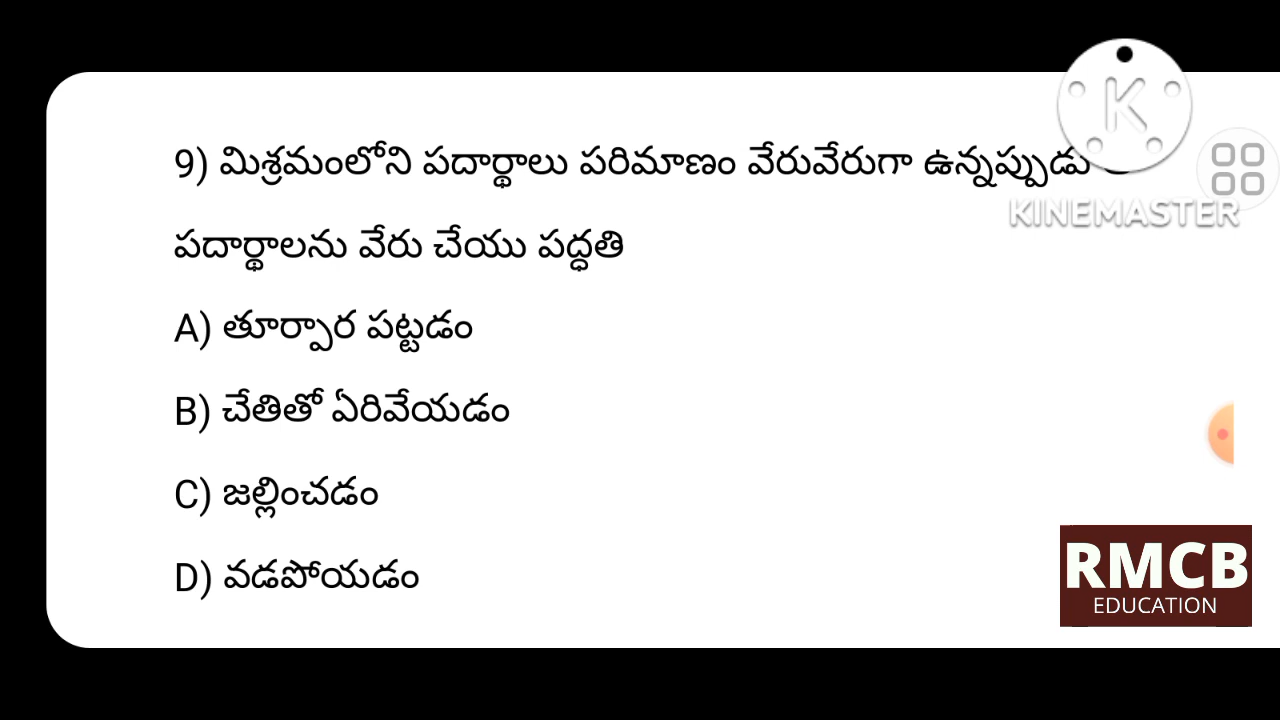 9) మిశ్రమంలోని పదార్థాలు పరిమాణం వేరువేరుగా ఉన్నప్పుడు
పదార్థాలను వేరు చేయు పద్ధతి
A) తూర్పార పట్టడం
B) చేతితో ఏరివేయడం
C) జల్లించడం
D) వడపోయడం
K
KINEMASTER
RMCB
EDUCATION